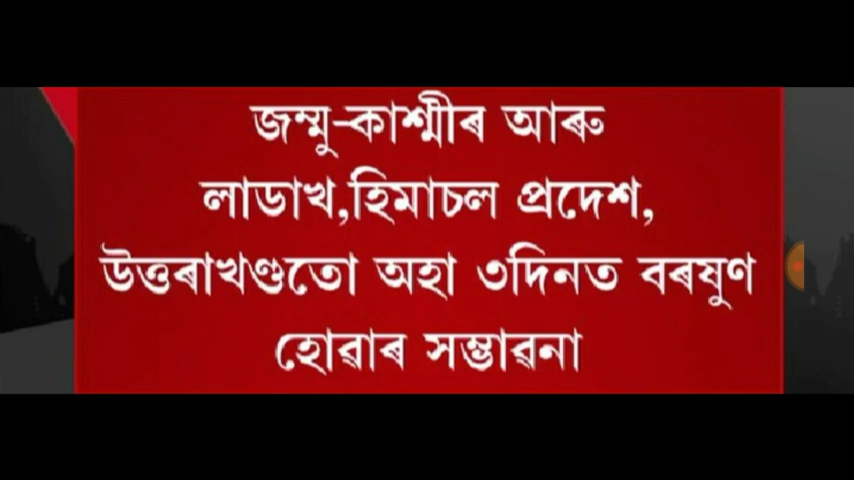 জম্মু-কাশ্মীৰ আৰু
লাডাখ,হিমাচল প্ৰদেশ,
উত্তৰাখণ্ডতো অহা ৩দিনত বৰষুণ
হোৱাৰ সম্ভাৱনা